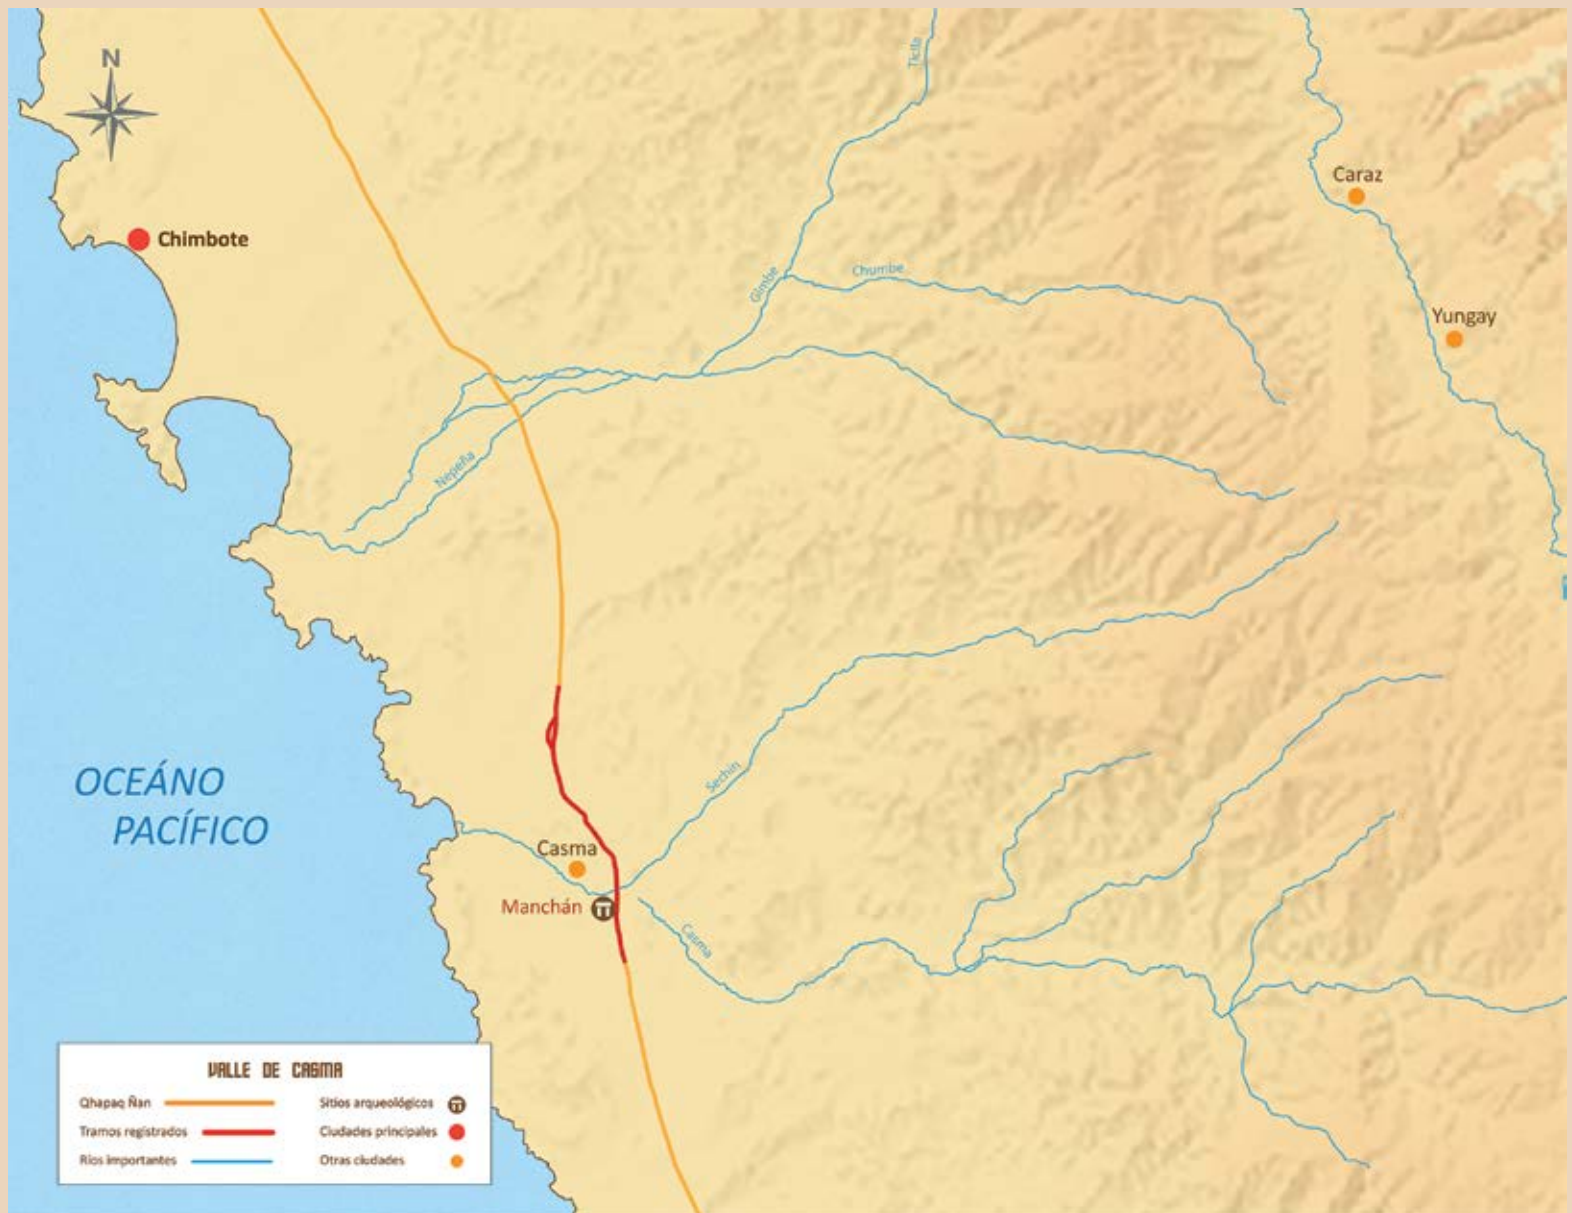 N
Ticlla
Caraz
Chimbote
Gimbe
Chumbe
Yungay
Nepeña
OCEÁNO
PACÍFICO
Sechín
Casma
Manchán
Casma
VALLE DE CASMA
Qhapaq Ñan
Sitios arqueológicos
Tramos registrados
Ciudades principales
Ríos importantes
Otras ciudades